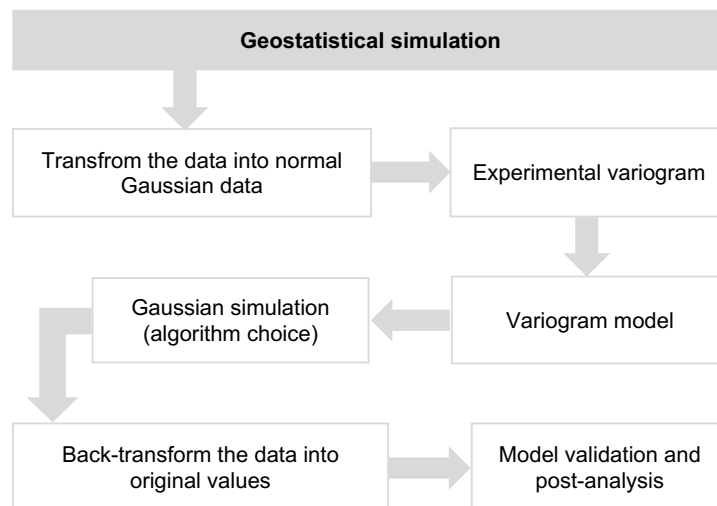 Geostatistical simulation
Transfrom the data into normal
Gaussian data
Experimental variogram
Variogram model
Gaussian simulation
(algorithm choice)
Back-transform the data into
original values
Model validation and
post-analysis